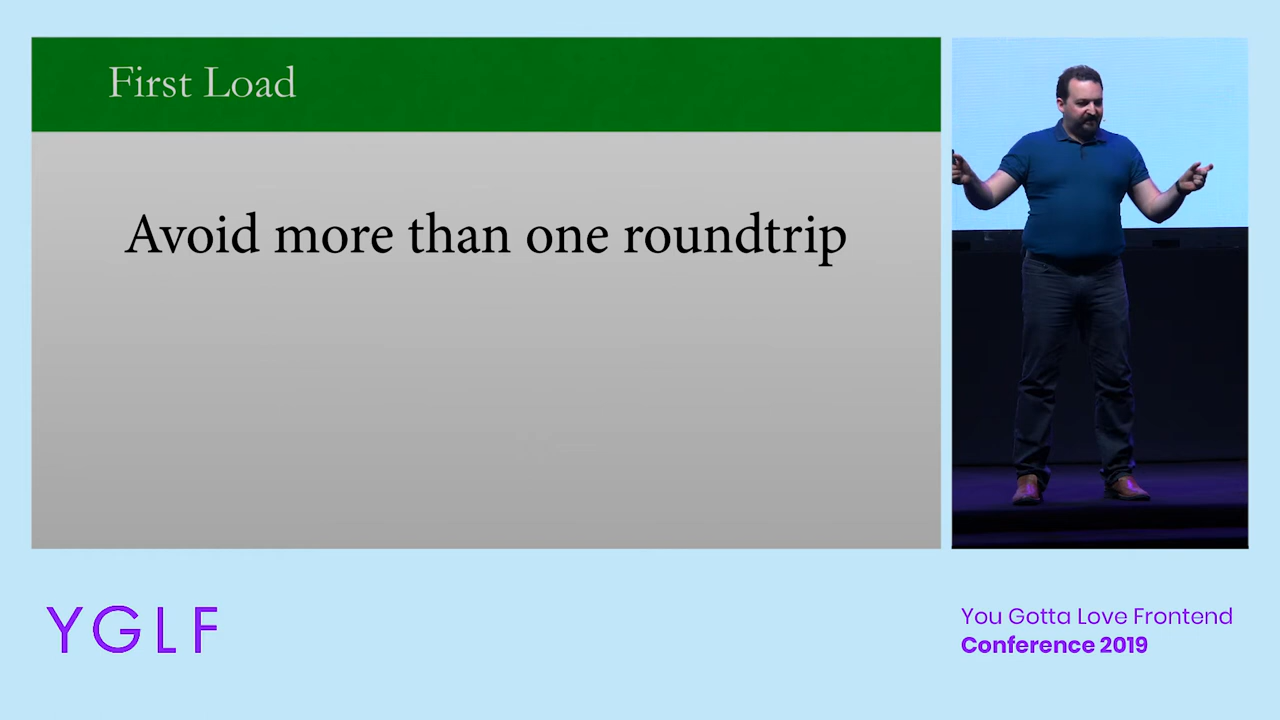 First Load
Avoid more than one roundtrip
YGLF
You Gotta Love Frontend
Conference 2019